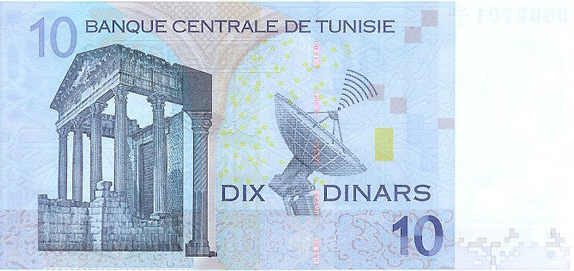 10 BANQUE CENTRALE DE TUNISIE
DIX DINARS
10